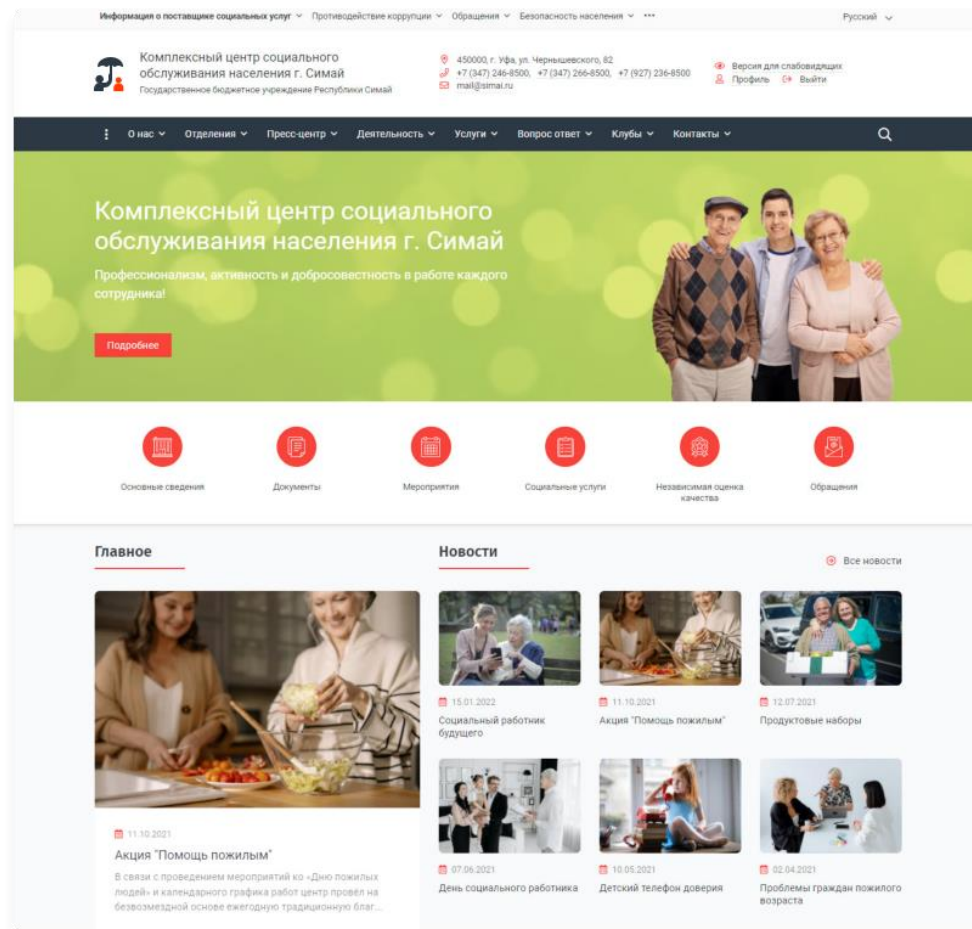 Информация о поставщике социальных услуг Противодействие коррупции Обращения Безопасность населения Русский
Комплексный центр социального
обслуживания населения г. Симай
Государственное бюджетное учреждение Республики Симай
450000, г. Уфа, ул. Чернышевского, 82
+7 (347) 246-8500, +7 (347) 266-8500, +7 (927) 236-8500
mail@simai.ru
Версия для слабовидящих
Профиль Выйти
О нас Отделения Пресс-центр Деятельность Услуги Вопрос ответ Клубы Контакты
Комплексный центр социального
обслуживания населения г. Симай
Профессионализм, активность и добросовестность в работе каждого
сотрудника!
Подробнее
Основные сведения
Документы
Мероприятия
Социальные услуги
Независимая оценка
качества
Обращения
Главное
11.10.2021
Акция "Помощь пожилым"
В связи с проведением мероприятий ко «Дню пожилых
людей» и календарного графика работ центр провёл на
безвозмездной основе ежегодную традиционную благ...
Новости
Все новости
15.01.2022
Социальный работник
будущего
11.10.2021
Акция "Помощь пожилым"
12.07.2021
Продуктовые наборы
07.06.2021
День социального работника
10.05.2021
Детский телефон доверия
02.04.2021
Проблемы граждан пожилого
возраста